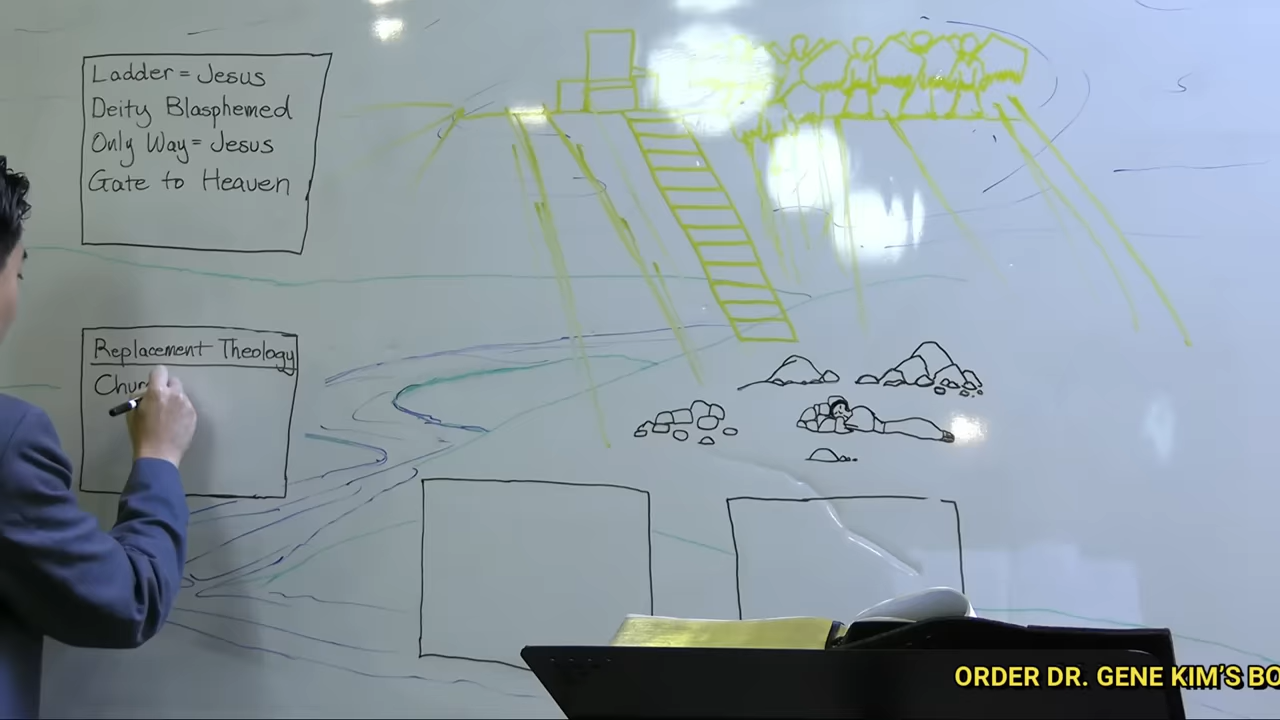 Ladder = Jesus
Deity Blasphemed
Only Way = Jesus
Gate to Heaven
Replacement Theology
Chur
ORDER DR. GENE KIM'S BO